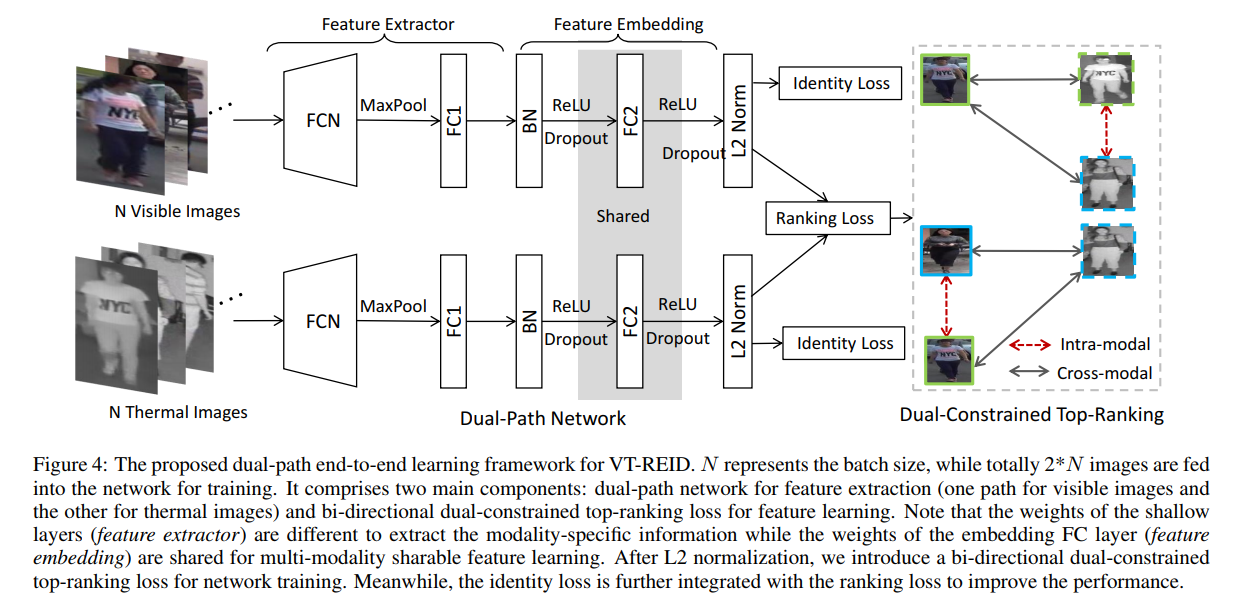 Feature Extractor
Feature Embedding
FCN
MaxPool
FC1
BN
ReLU
Dropout
FC2
ReLU
Dropout
L2 Norm
Identity Loss
N Visible Images
Shared
Ranking Loss
FCN
MaxPool
FC1
BN
ReLU
Dropout
FC2
ReLU
Dropout
L2 Norm
Identity Loss
N Thermal Images
Dual-Path Network
NYC
NYC
NYC
NYC
NYC
Intra-modal
Cross-modal
Dual-Constrained Top-Ranking
Figure 4: The proposed dual-path end-to-end learning framework for VT-REID. N represents the batch size, while totally 2*N images are fed
into the network for training. It comprises two main components: dual-path network for feature extraction (one path for visible images and
the other for thermal images) and bi-directional dual-constrained top-ranking loss for feature learning. Note that the weights of the shallow
layers (feature extractor) are different to extract the modality-specific information while the weights of the embedding FC layer (feature
embedding) are shared for multi-modality sharable feature learning. After L2 normalization, we introduce a bi-directional dual-constrained
top-ranking loss for network training. Meanwhile, the identity loss is further integrated with the ranking loss to improve the performance.